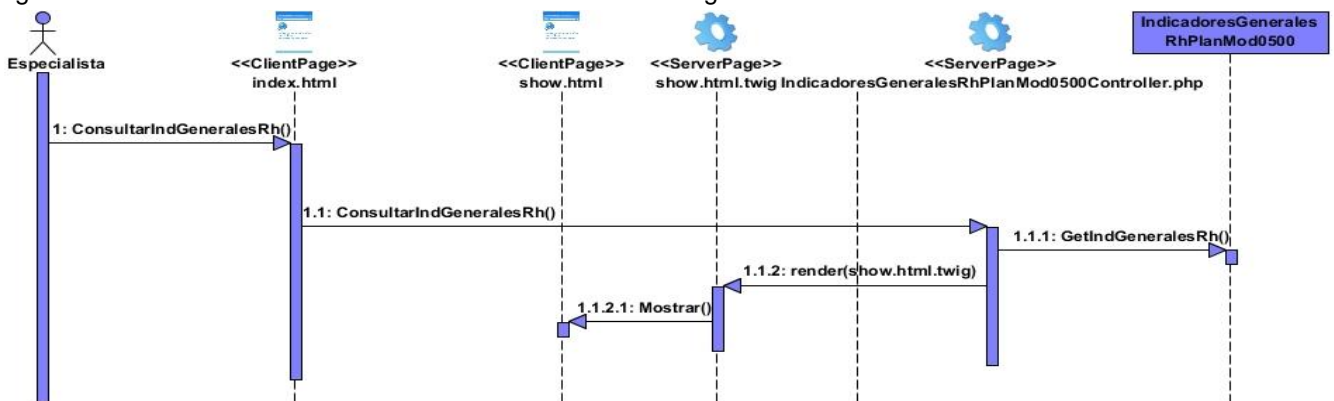 IndicadoresGenerales
RhPlanMod0500
Especialista
<<ClientPage>>
index.html
<<ClientPage>>
show.html
<<ServerPage>>
show.html.twig
<<ServerPage>>
IndicadoresGeneralesRhPlanMod0500Controller.php
1: ConsultarIndGeneralesRh()
1.1: ConsultarIndGeneralesRh()
1.1.1: GetIndGeneralesRh()
1.1.2: render(show.html.twig)
1.1.2.1: Mostrar()